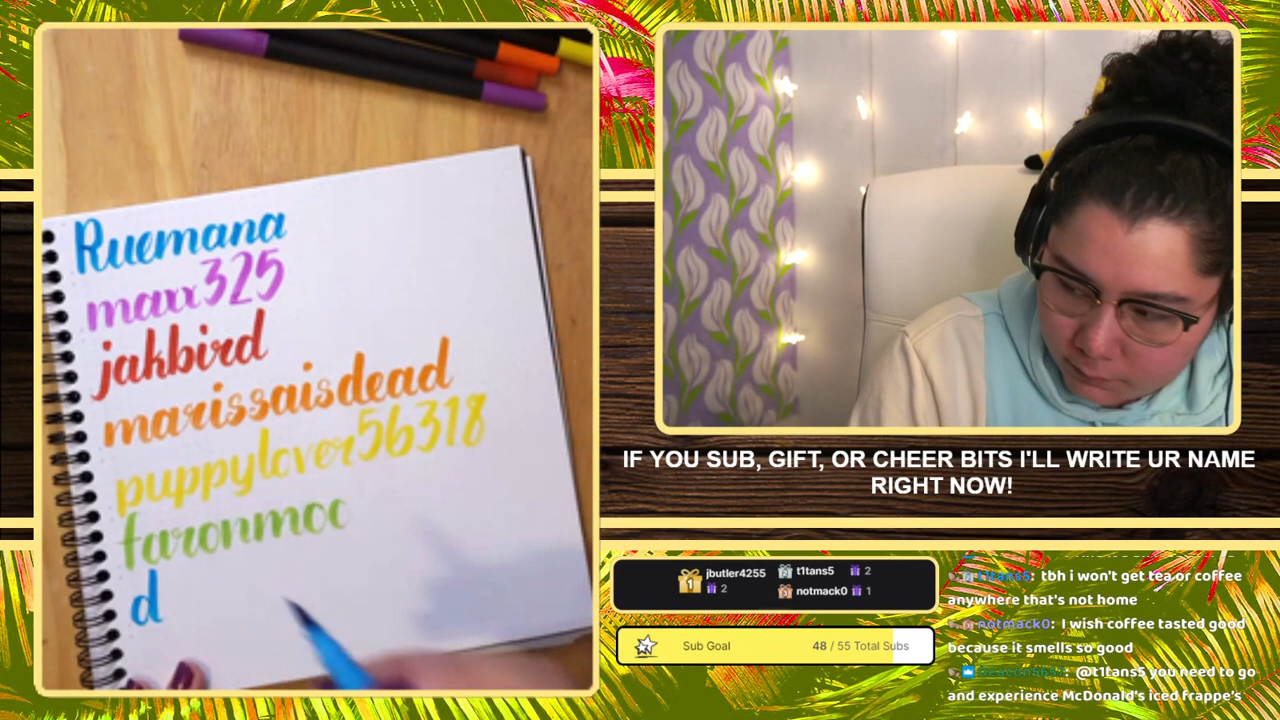 Ruemana
maxx325
jakbird
marissaisdead
puppylover56318
faronmoc
d
IF YOU SUB, GIFT, OR CHEER BITS I'LL WRITE UR NAME
RIGHT NOW!
1 jbutler4255 2
t1tans5 2
notmack0 1
Sub Goal 48 / 55 Total Subs
t1tans5: tbh i won't get tea or coffee
anywhere that's not home
notmack0: I wish coffee tasted good
because it smells so good
@t1tans5 you need to go
and experience McDonald's iced frappe's